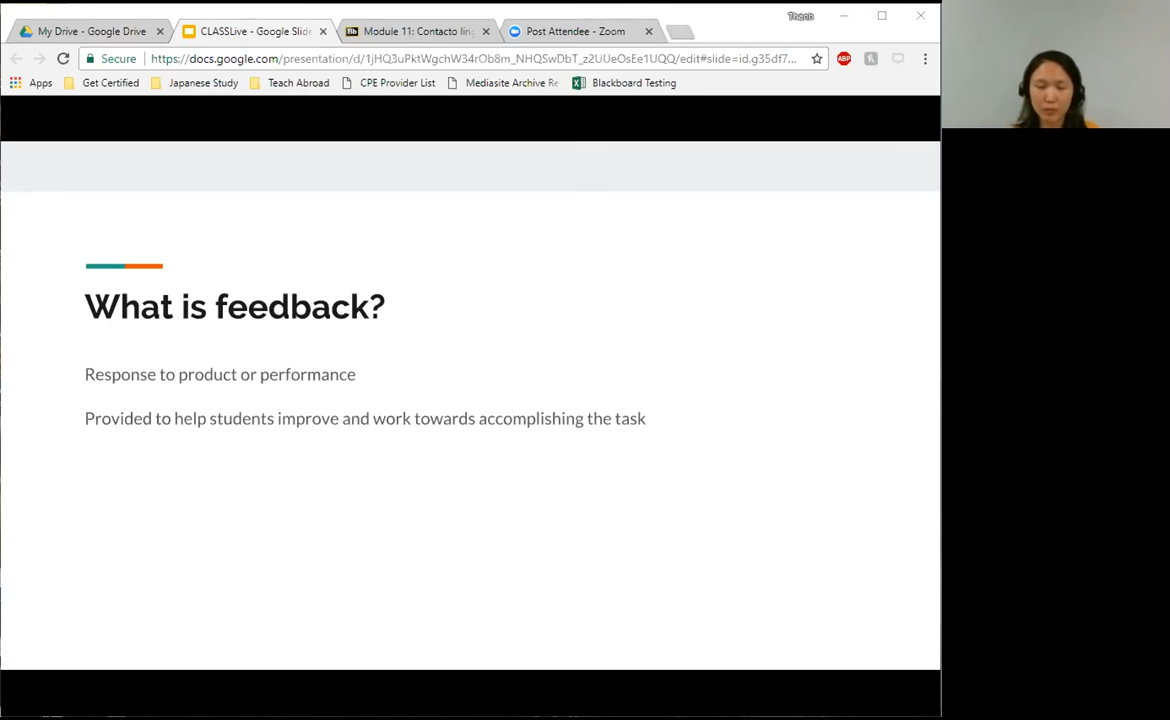 Thanh
My Drive - Google Drive
CLASSLive - Google Slide
Module 11: Contacto ling
Post Attendee - Zoom
Secure
https://docs.google.com/presentation/d/1jHQ3uPktWgchW34rOb8m_NHQSwDbT_z2UUeOsEe1UQQ/edit#slide=id.g35df7...
ABP
Apps
Get Certified
Japanese Study
Teach Abroad
CPE Provider List
Mediasite Archive Re
Blackboard Testing
What is feedback?
Response to product or performance
Provided to help students improve and work towards accomplishing the task